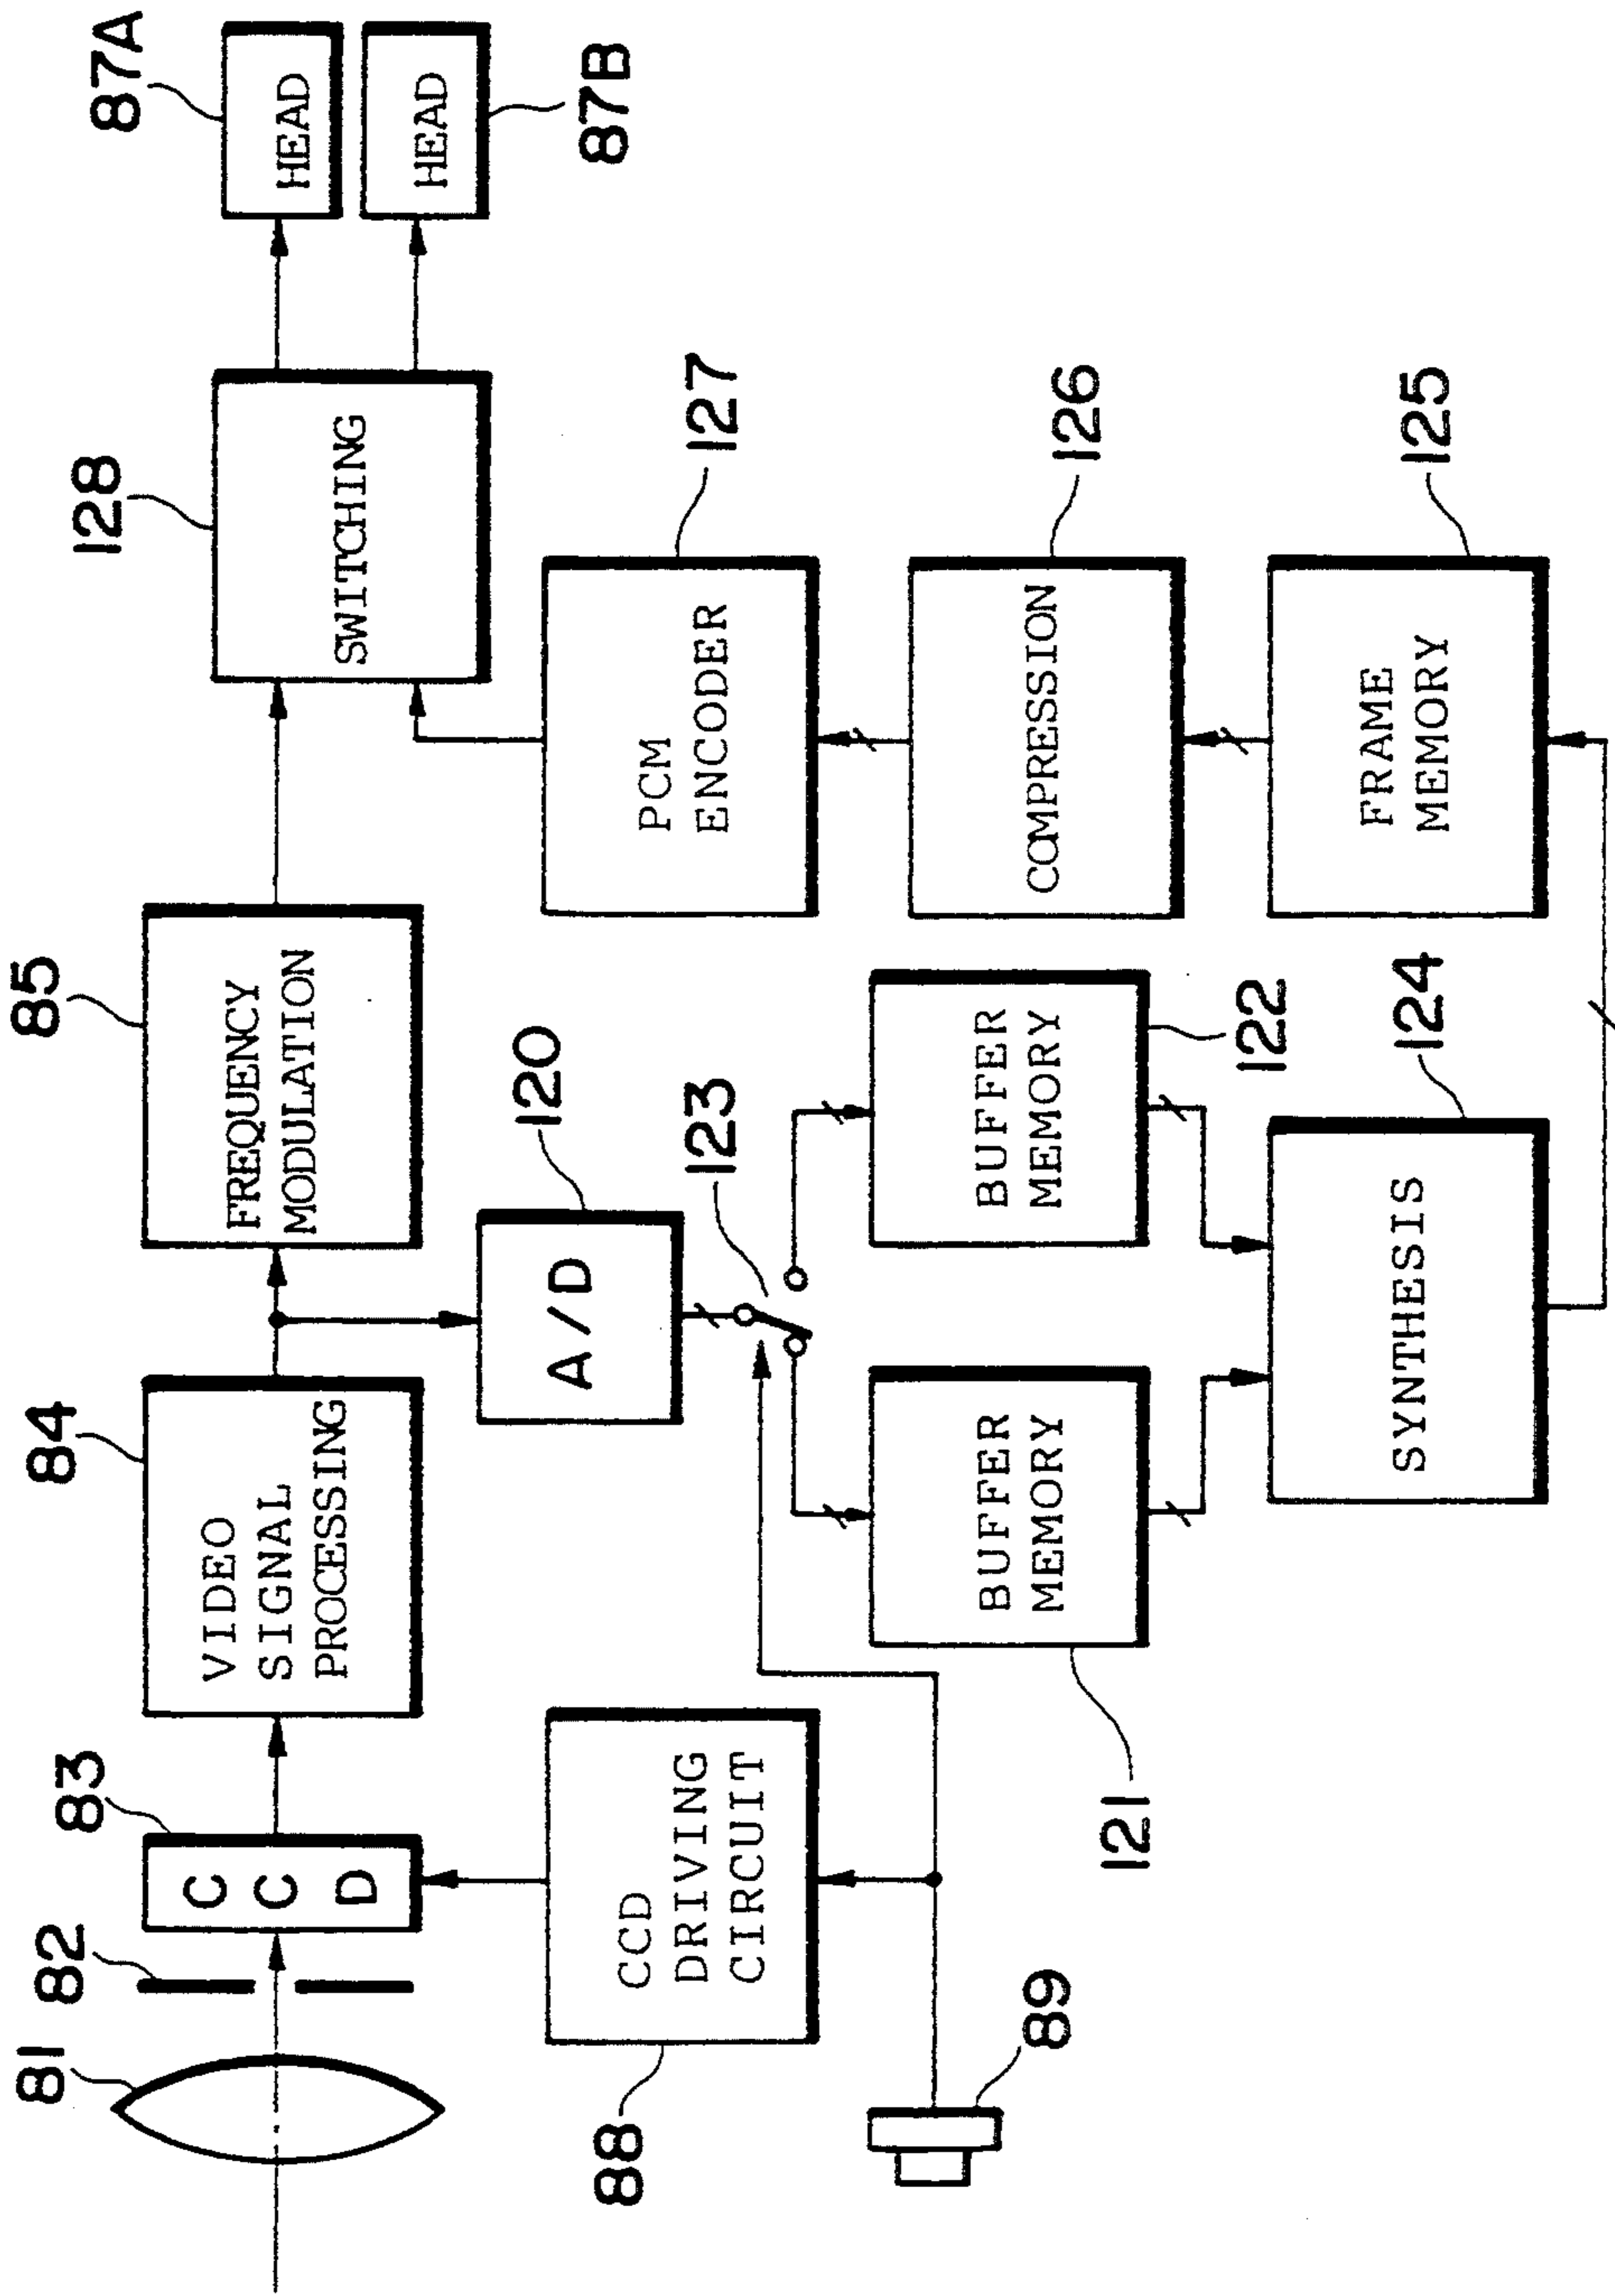 81
82
83
C C D
84
VIDEO
SIGNAL
PROCESSING
85
FREQUENCY
MODULATION
128
SWITCHING
87A
HEAD
HEAD
87B
88
CCD
DRIVING
CIRCUIT
A/D
120
123
PCM
ENCODER
127
89
121
BUFFER
MEMORY
BUFFER
MEMORY
122
COMPRESSION
126
SYNTHESIS
124
FRAME
MEMORY
125